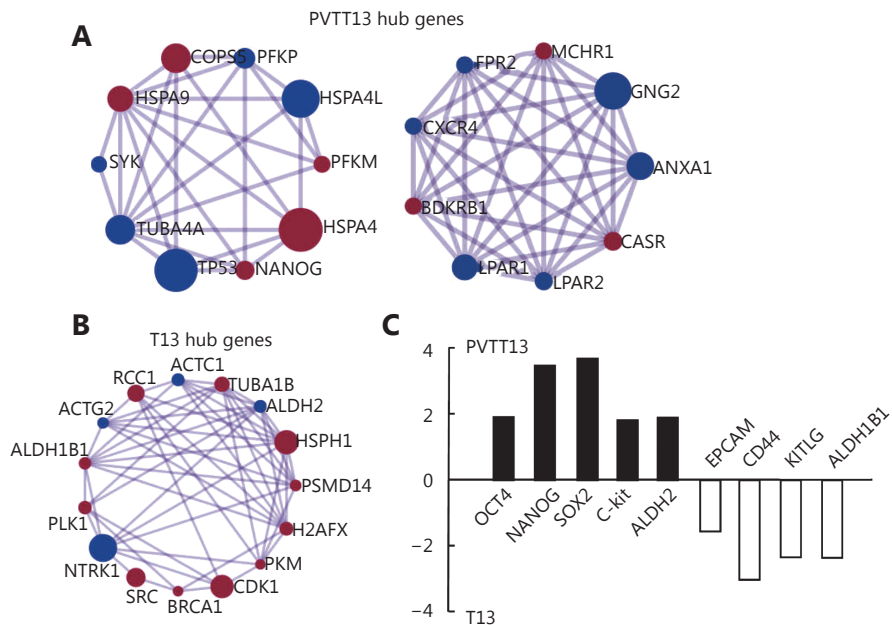 PVTT13 hub genes
A
COPS5
PFKP
HSPA9
HSPA4L
SYK
PFKM
TUBA4A
HSPA4
TP53
NANOG
MCHR1
FPR2
GNG2
CXCR4
ANXA1
BDKRB1
CASR
LPAR1
LPAR2
B
T13 hub genes
ACTC1
RCC1
TUBA1B
ACTG2
ALDH2
ALDH1B1
HSPH1
PSMD14
PLK1
H2AFX
NTRK1
PKM
SRC
CDK1
BRCA1
C
4
PVTT13
2
0
−2
−4
T13
OCT4
NANOG
SOX2
C-kit
ALDH2
EPCAM
CD44
KITLG
ALDH1B1